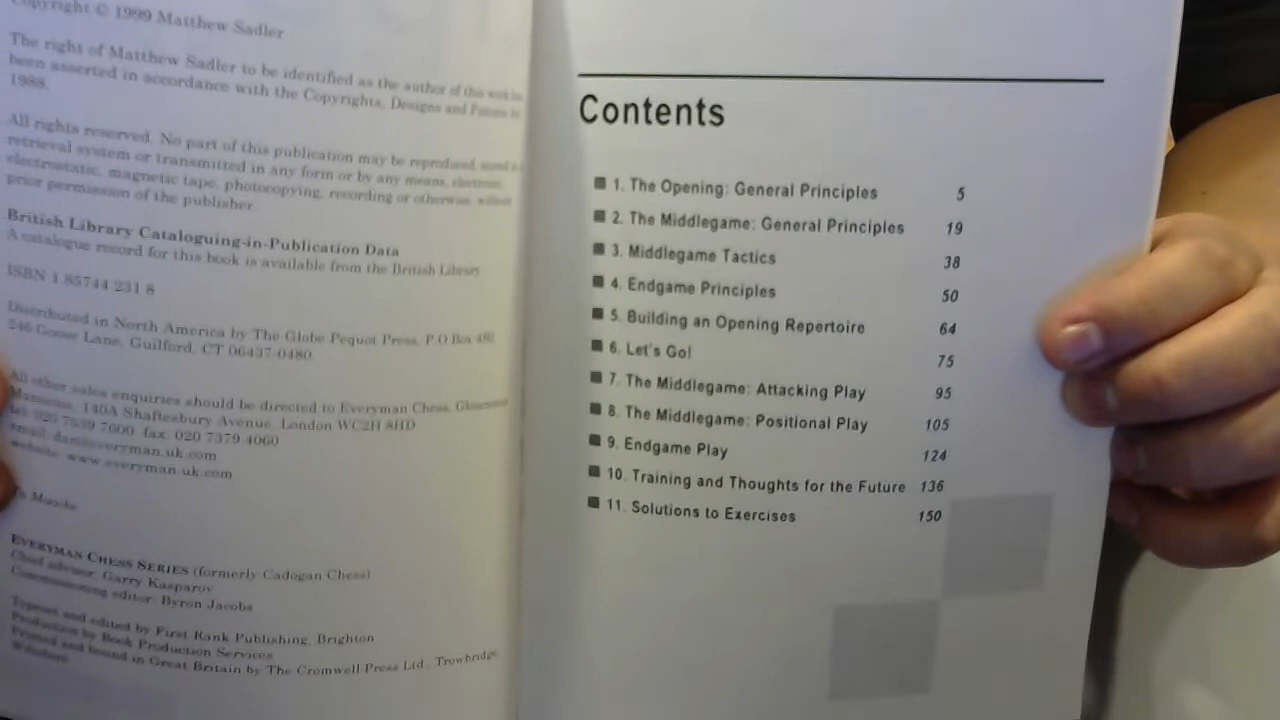 Copyright © 1999 Matthew Sadler
The right of Matthew Sadler to be identified as the author of this work has
been asserted in accordance with the Copyrights, Designs and Patents
1988.
All rights reserved. No part of this publication may be reproduced,
retrieval system or transmitted in any form or by any means, electronic,
electrostatic, magnetic tape, photocopying, recording or otherwise, without
prior permission of the publisher.
British Library Cataloguing-in-Publication Data
A catalogue record for this book is available from the British Library
ISBN 1 85744 231 8
Distributed in North America by The Globe Pequot Press, P.O Box 480,
246 Goose Lane, Guilford, CT 06437-0480.
All other sales enquiries should be directed to Everyman Chess, Gloucester
Mansions, 140A Shaftesbury Avenue, London WC2H 8HD
tel: 020 7539 7600 fax: 020 7379 4060
email: dan@everyman.uk.com
website: www.everyman.uk.com
EVERYMAN CHESS SERIES (formerly Cadogan Chess)
Chief advisor: Garry Kasparov
Commissioning editor: Byron Jacobs
Typeset and edited by First Rank Publishing, Brighton
Production by Book Production Services
Printed and bound in Great Britain by The Cromwell Press Ltd., Trowbridge,
Wiltshire
Contents
1. The Opening: General Principles 5
2. The Middlegame: General Principles 19
3. Middlegame Tactics 38
4. Endgame Principles 50
5. Building an Opening Repertoire 64
6. Let's Go! 75
7. The Middlegame: Attacking Play 95
8. The Middlegame: Positional Play 105
9. Endgame Play 124
10. Training and Thoughts for the Future 136
11. Solutions to Exercises 150